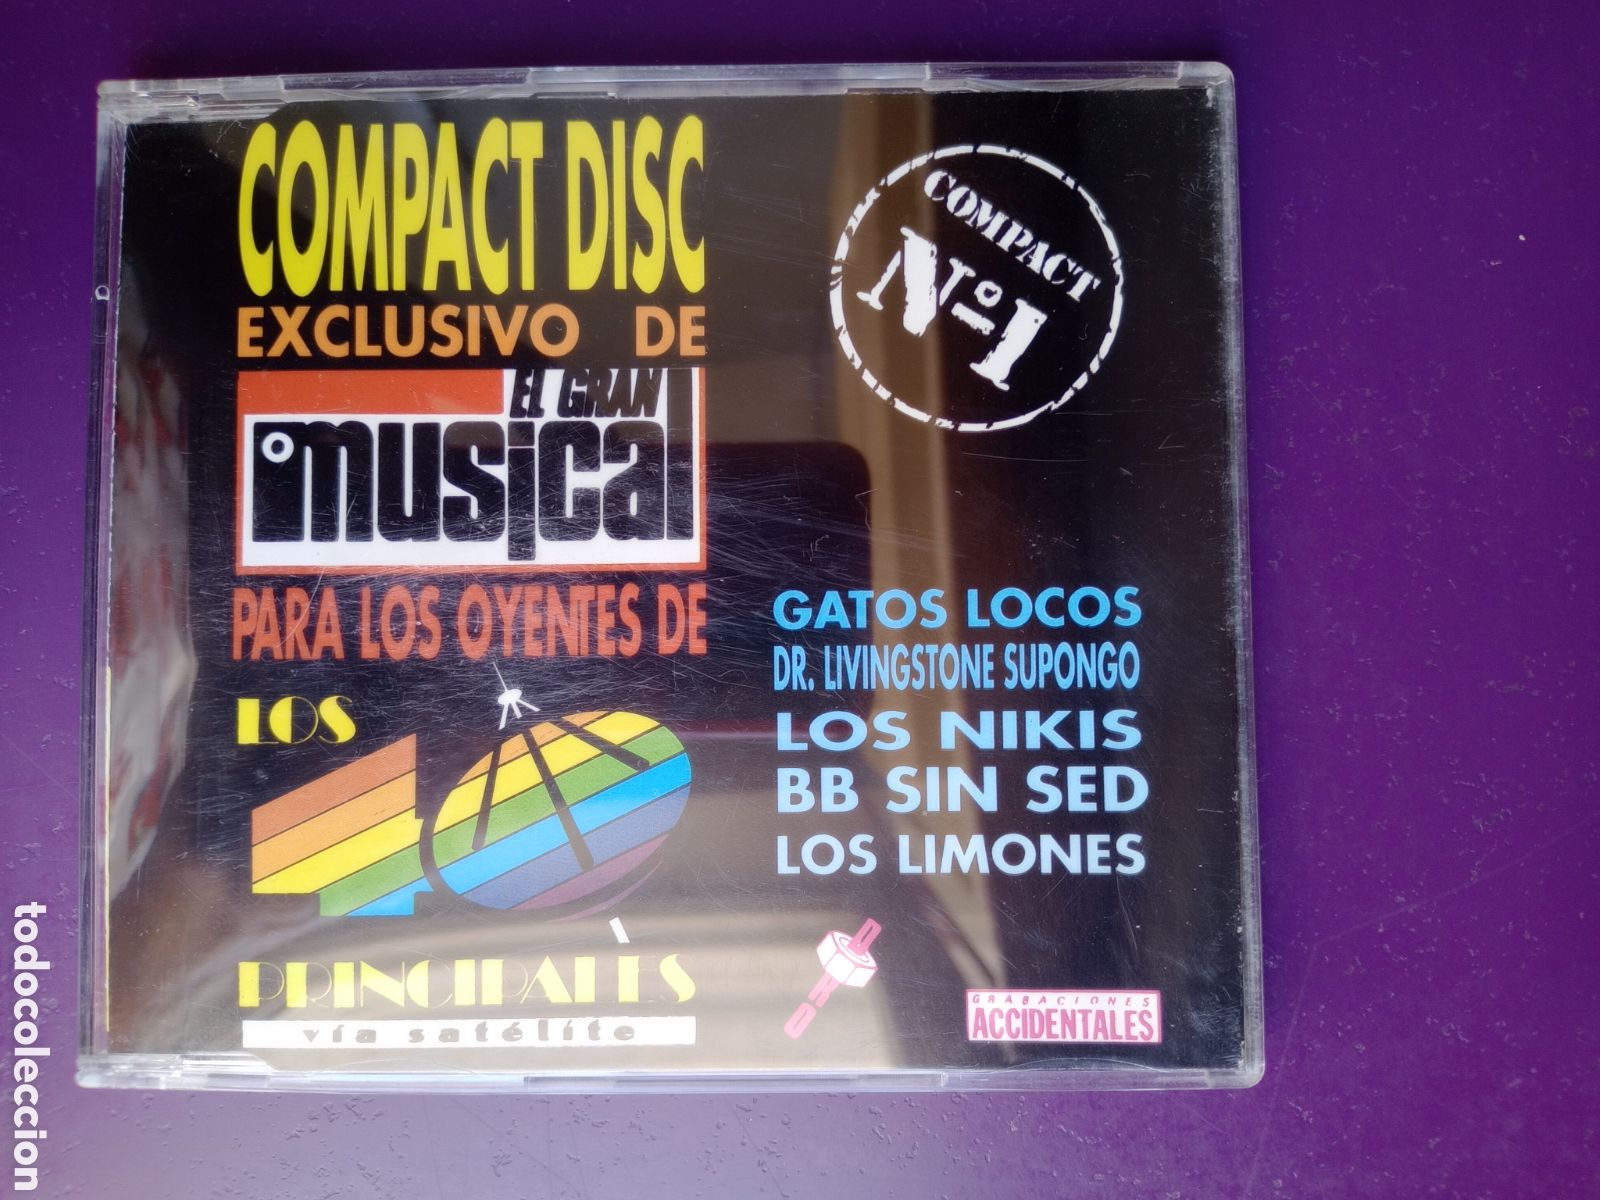 COMPACT DISC
EXCLUSIVO DE
EL GRAN
musical
PARA LOS OYENTES DE
LOS
40
PRINCIPALES
vía satélite
COMPACT
Nº1
GATOS LOCOS
DR. LIVINGSTONE SUPONGO
LOS NIKIS
BB SIN SED
LOS LIMONES
GRABACIONES
ACCIDENTALES
todocoleccion